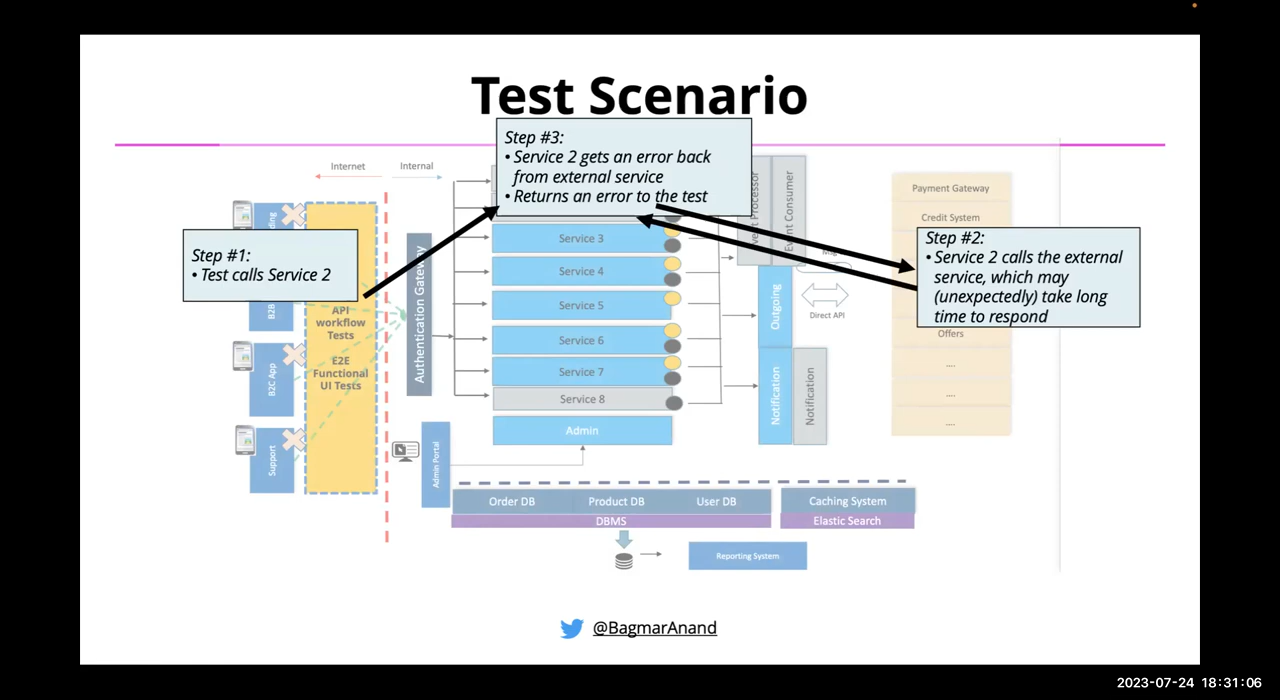 Test Scenario
Step #3:
• Service 2 gets an error back
from external service
• Returns an error to the test
Internet
Internal
Step #1:
• Test calls Service 2
Step #2:
• Service 2 calls the external
service, which may
(unexpectedly) take long
time to respond
B2B
B2C App
Support
API
workflow
Tests
E2E
Functional
UI Tests
Authentication Gateway
Admin Portal
Service 3
Service 4
Service 5
Service 6
Service 7
Service 8
Admin
Event Consumer
Outgoing
Notification
Notification
Direct API
Payment Gateway
Credit System
Offers
....
....
....
Order DB
Product DB
User DB
DBMS
Caching System
Elastic Search
Reporting System
@BagmarAnand
2023-07-24 18:31:06